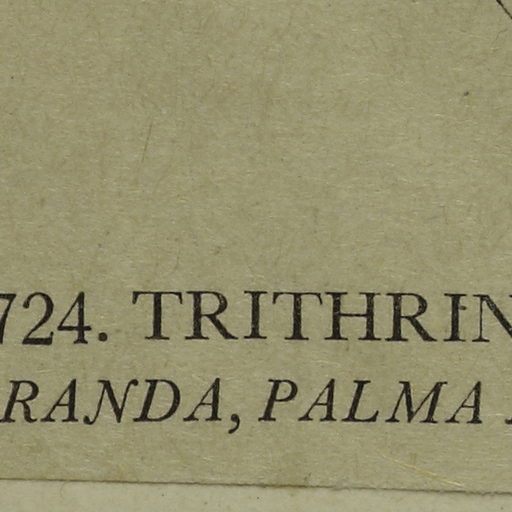 724. TRITHRIN
RANDA, PALMA